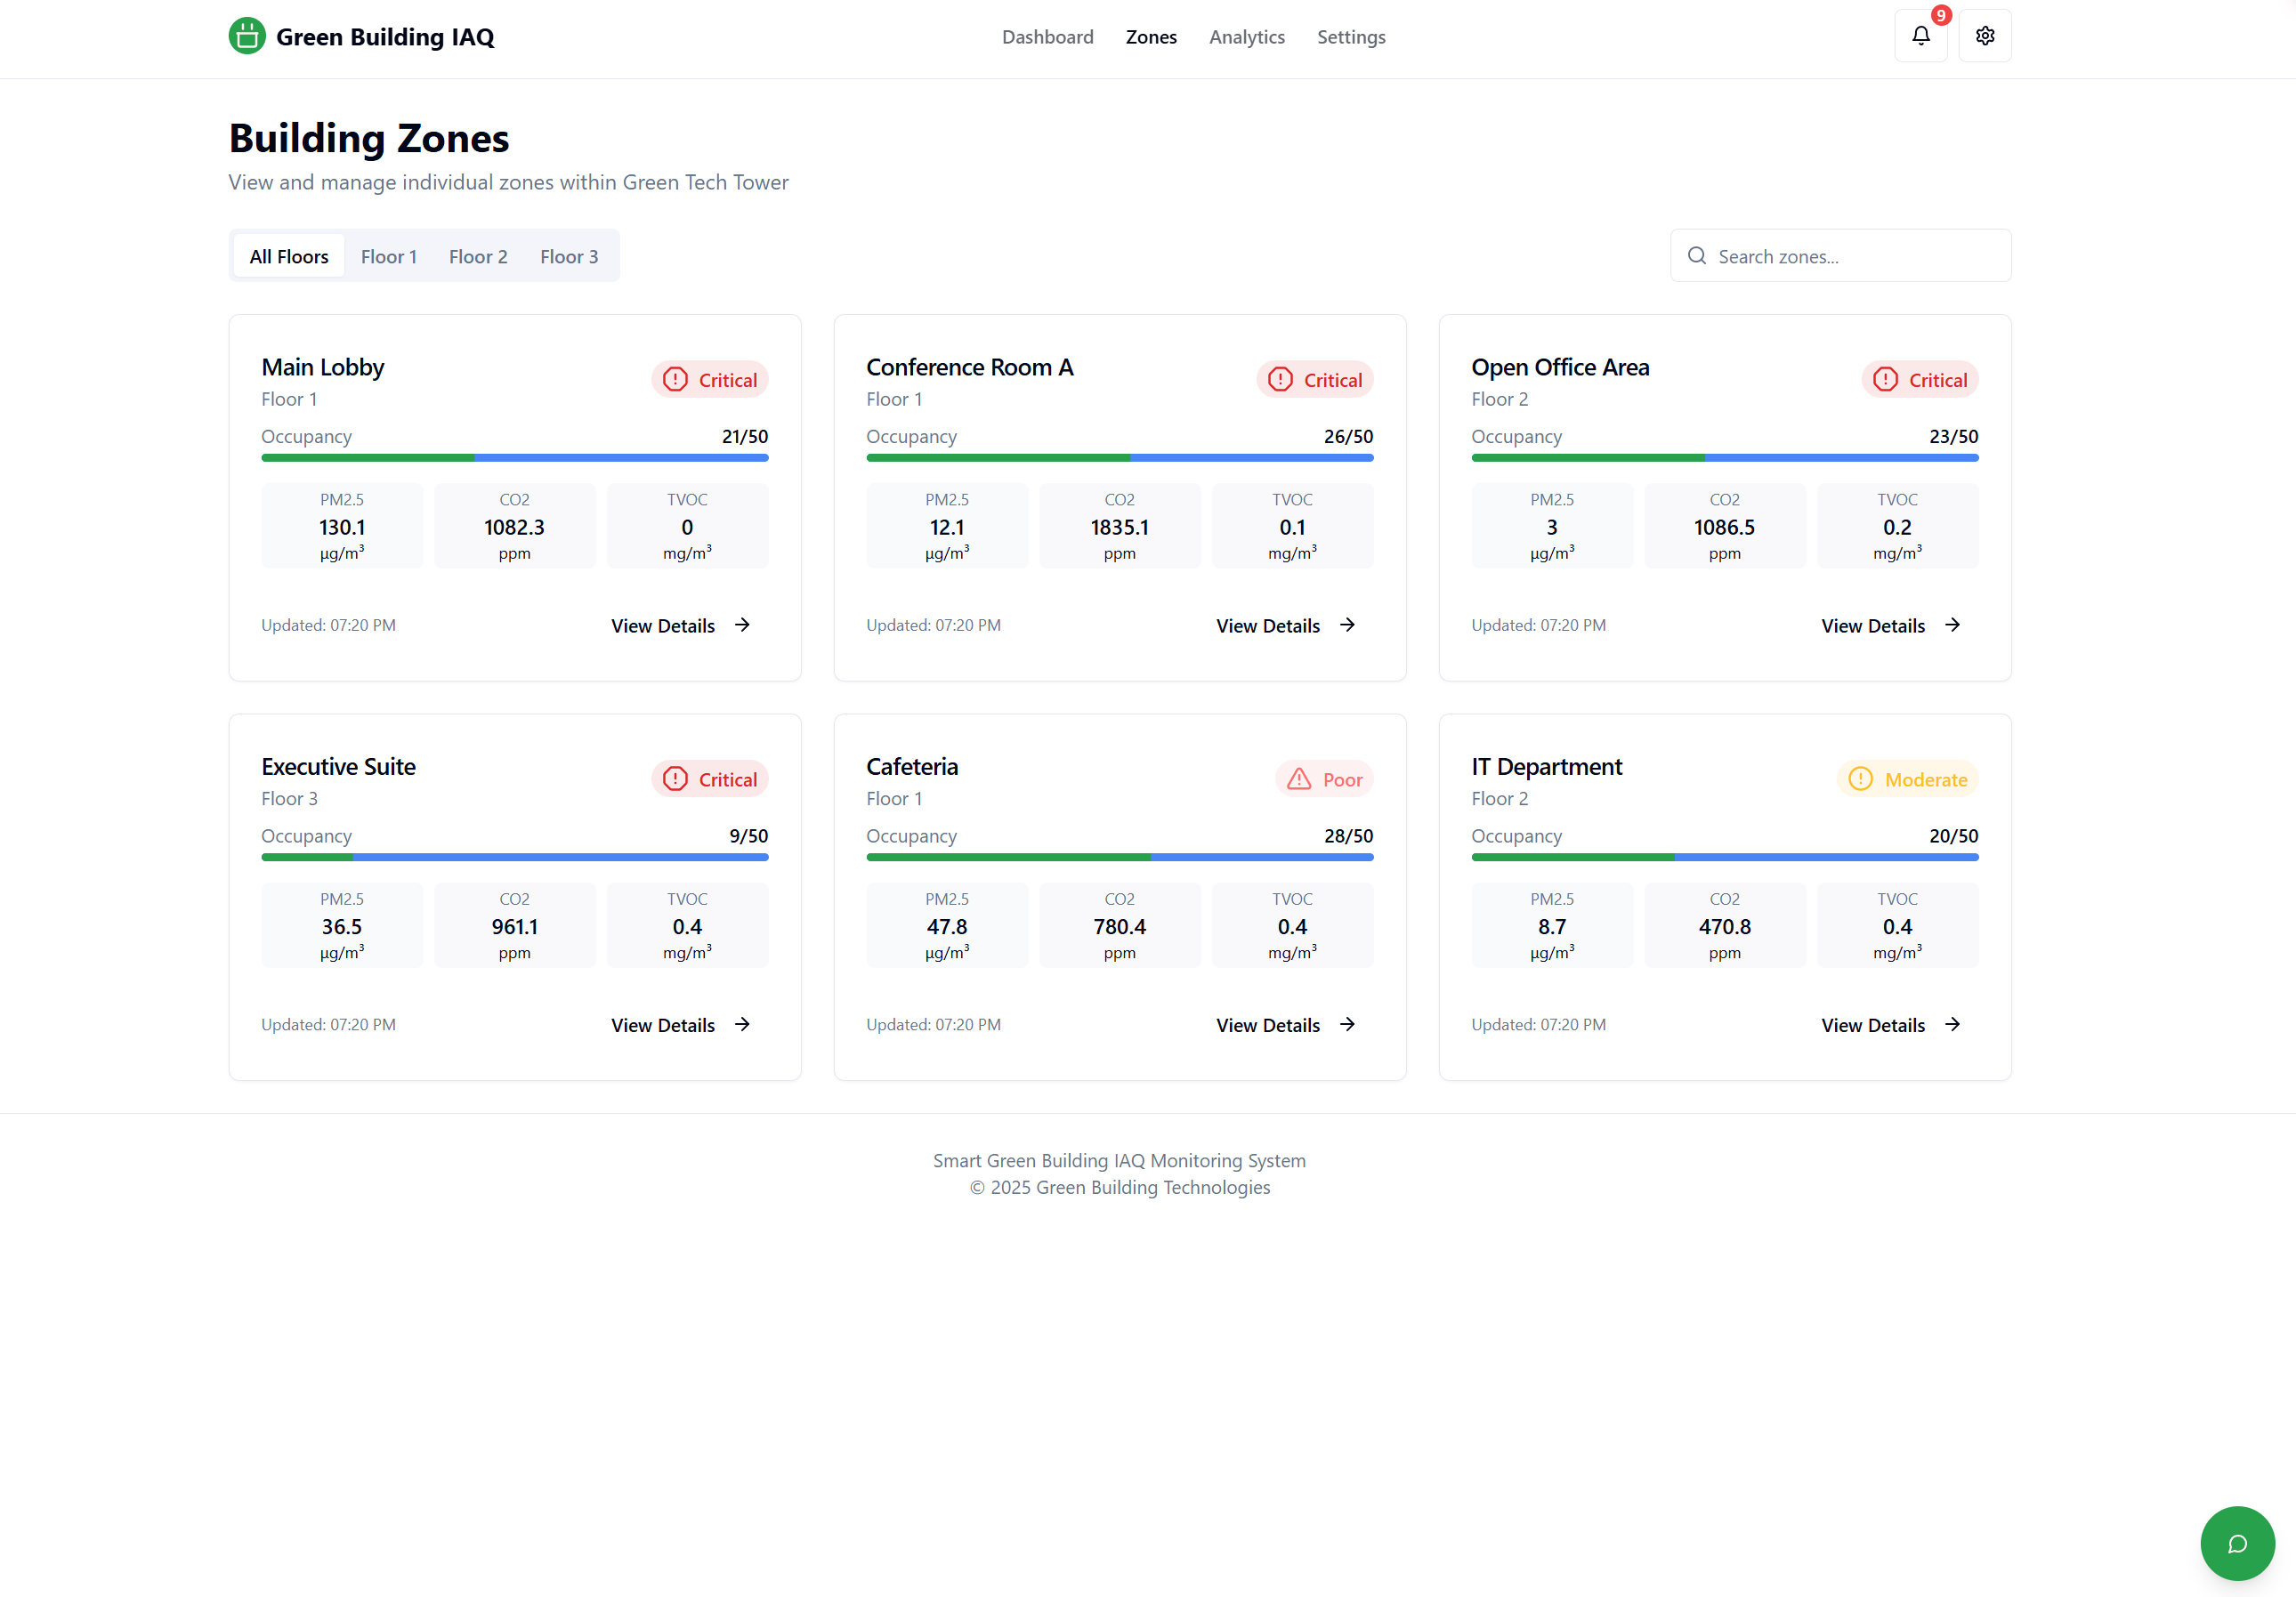 Green Building IAQ
Dashboard Zones Analytics Settings
9
Building Zones
View and manage individual zones within Green Tech Tower
All Floors Floor 1 Floor 2 Floor 3
Search zones...
Main Lobby
Critical
Floor 1
Occupancy 21/50
PM2.5 CO2 TVOC
130.1 1082.3 0
µg/m³ ppm mg/m³
Updated: 07:20 PM View Details
Conference Room A
Critical
Floor 1
Occupancy 26/50
PM2.5 CO2 TVOC
12.1 1835.1 0.1
µg/m³ ppm mg/m³
Updated: 07:20 PM View Details
Open Office Area
Critical
Floor 2
Occupancy 23/50
PM2.5 CO2 TVOC
3 1086.5 0.2
µg/m³ ppm mg/m³
Updated: 07:20 PM View Details
Executive Suite
Critical
Floor 3
Occupancy 9/50
PM2.5 CO2 TVOC
36.5 961.1 0.4
µg/m³ ppm mg/m³
Updated: 07:20 PM View Details
Cafeteria
Poor
Floor 1
Occupancy 28/50
PM2.5 CO2 TVOC
47.8 780.4 0.4
µg/m³ ppm mg/m³
Updated: 07:20 PM View Details
IT Department
Moderate
Floor 2
Occupancy 20/50
PM2.5 CO2 TVOC
8.7 470.8 0.4
µg/m³ ppm mg/m³
Updated: 07:20 PM View Details
Smart Green Building IAQ Monitoring System
© 2025 Green Building Technologies